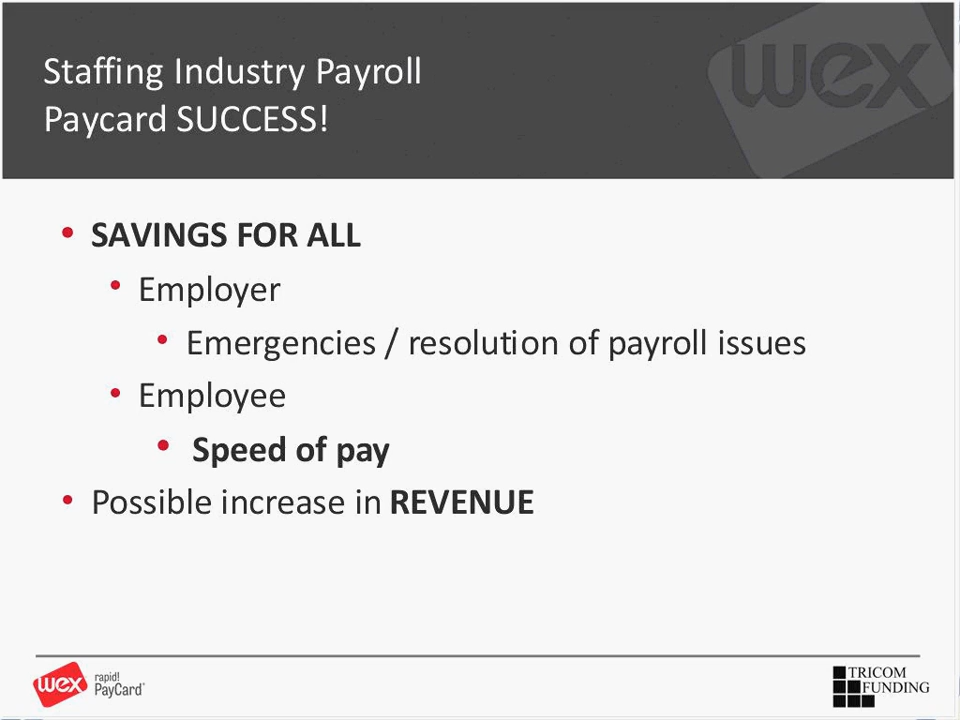 Staffing Industry Payroll
Paycard SUCCESS!
wex
• SAVINGS FOR ALL
• Employer
• Emergencies / resolution of payroll issues
• Employee
• Speed of pay
• Possible increase in REVENUE
wex
rapid!
PayCard®
TRICOM
FUNDING